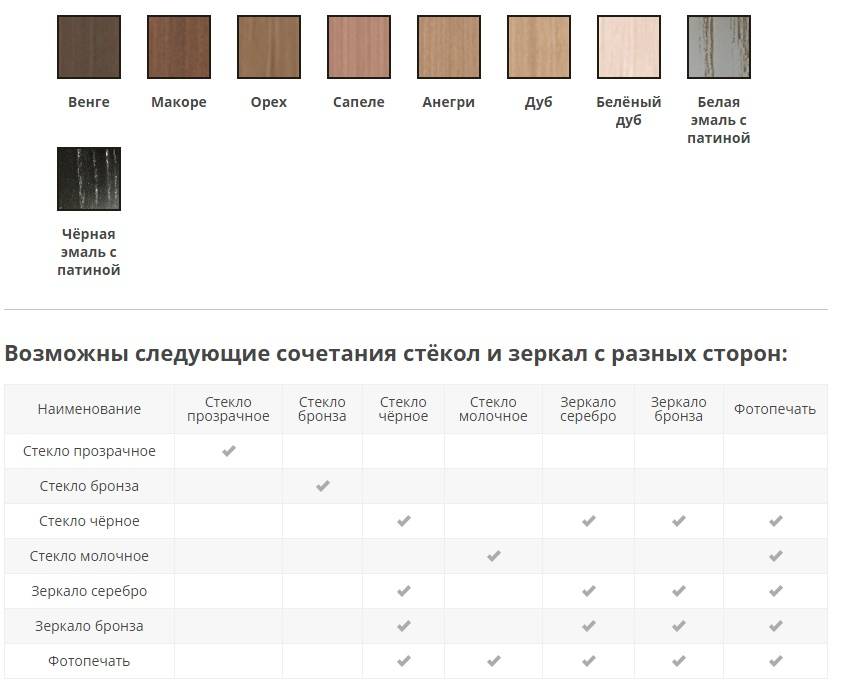 Венге Макоре Орех Сапеле Анегри Дуб Белёный Белая
дуб эмаль с
патиной
Чёрная
эмаль с
патиной
Возможны следующие сочетания стёкол и зеркал с разных сторон:
Наименование Стекло прозрачное Стекло бронза Стекло чёрное Стекло молочное Зеркало серебро Зеркало бронза Фотопечать
Стекло прозрачное
Стекло бронза
Стекло чёрное
Стекло молочное
Зеркало серебро
Зеркало бронза
Фотопечать